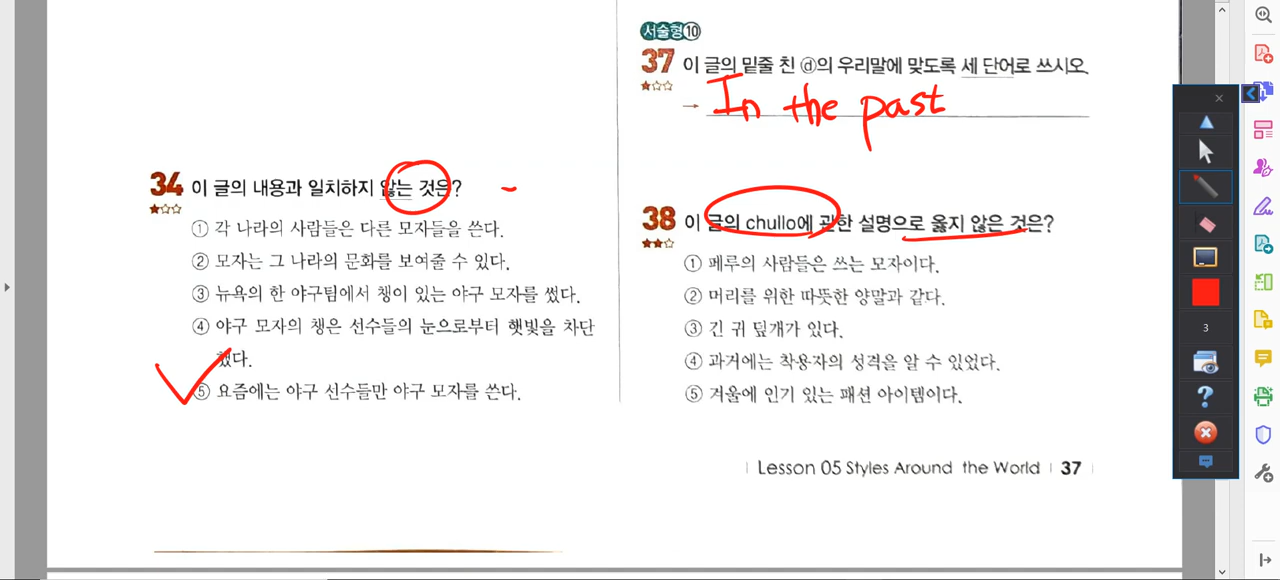 34 이 글의 내용과 일치하지 않는 것은?
★☆☆
① 각 나라의 사람들은 다른 모자들을 쓴다.
② 모자는 그 나라의 문화를 보여줄 수 있다.
③ 뉴욕의 한 야구팀에서 챙이 있는 야구 모자를 썼다.
④ 야구 모자의 챙은 선수들의 눈으로부터 햇빛을 차단
했다.
⑤ 요즘에는 야구 선수들만 야구 모자를 쓴다.
서술형⑩
37 이 글의 밑줄 친 ⓓ의 우리말에 맞도록 세 단어로 쓰시오.
★☆☆
→ In the past
38 이 글의 chullo에 관한 설명으로 옳지 않은 것은?
★★☆
① 페루의 사람들은 쓰는 모자이다.
② 머리를 위한 따뜻한 양말과 같다.
③ 긴 귀 덮개가 있다.
④ 과거에는 착용자의 성격을 알 수 있었다.
⑤ 겨울에 인기 있는 패션 아이템이다.
Lesson 05 Styles Around the World | 37
3